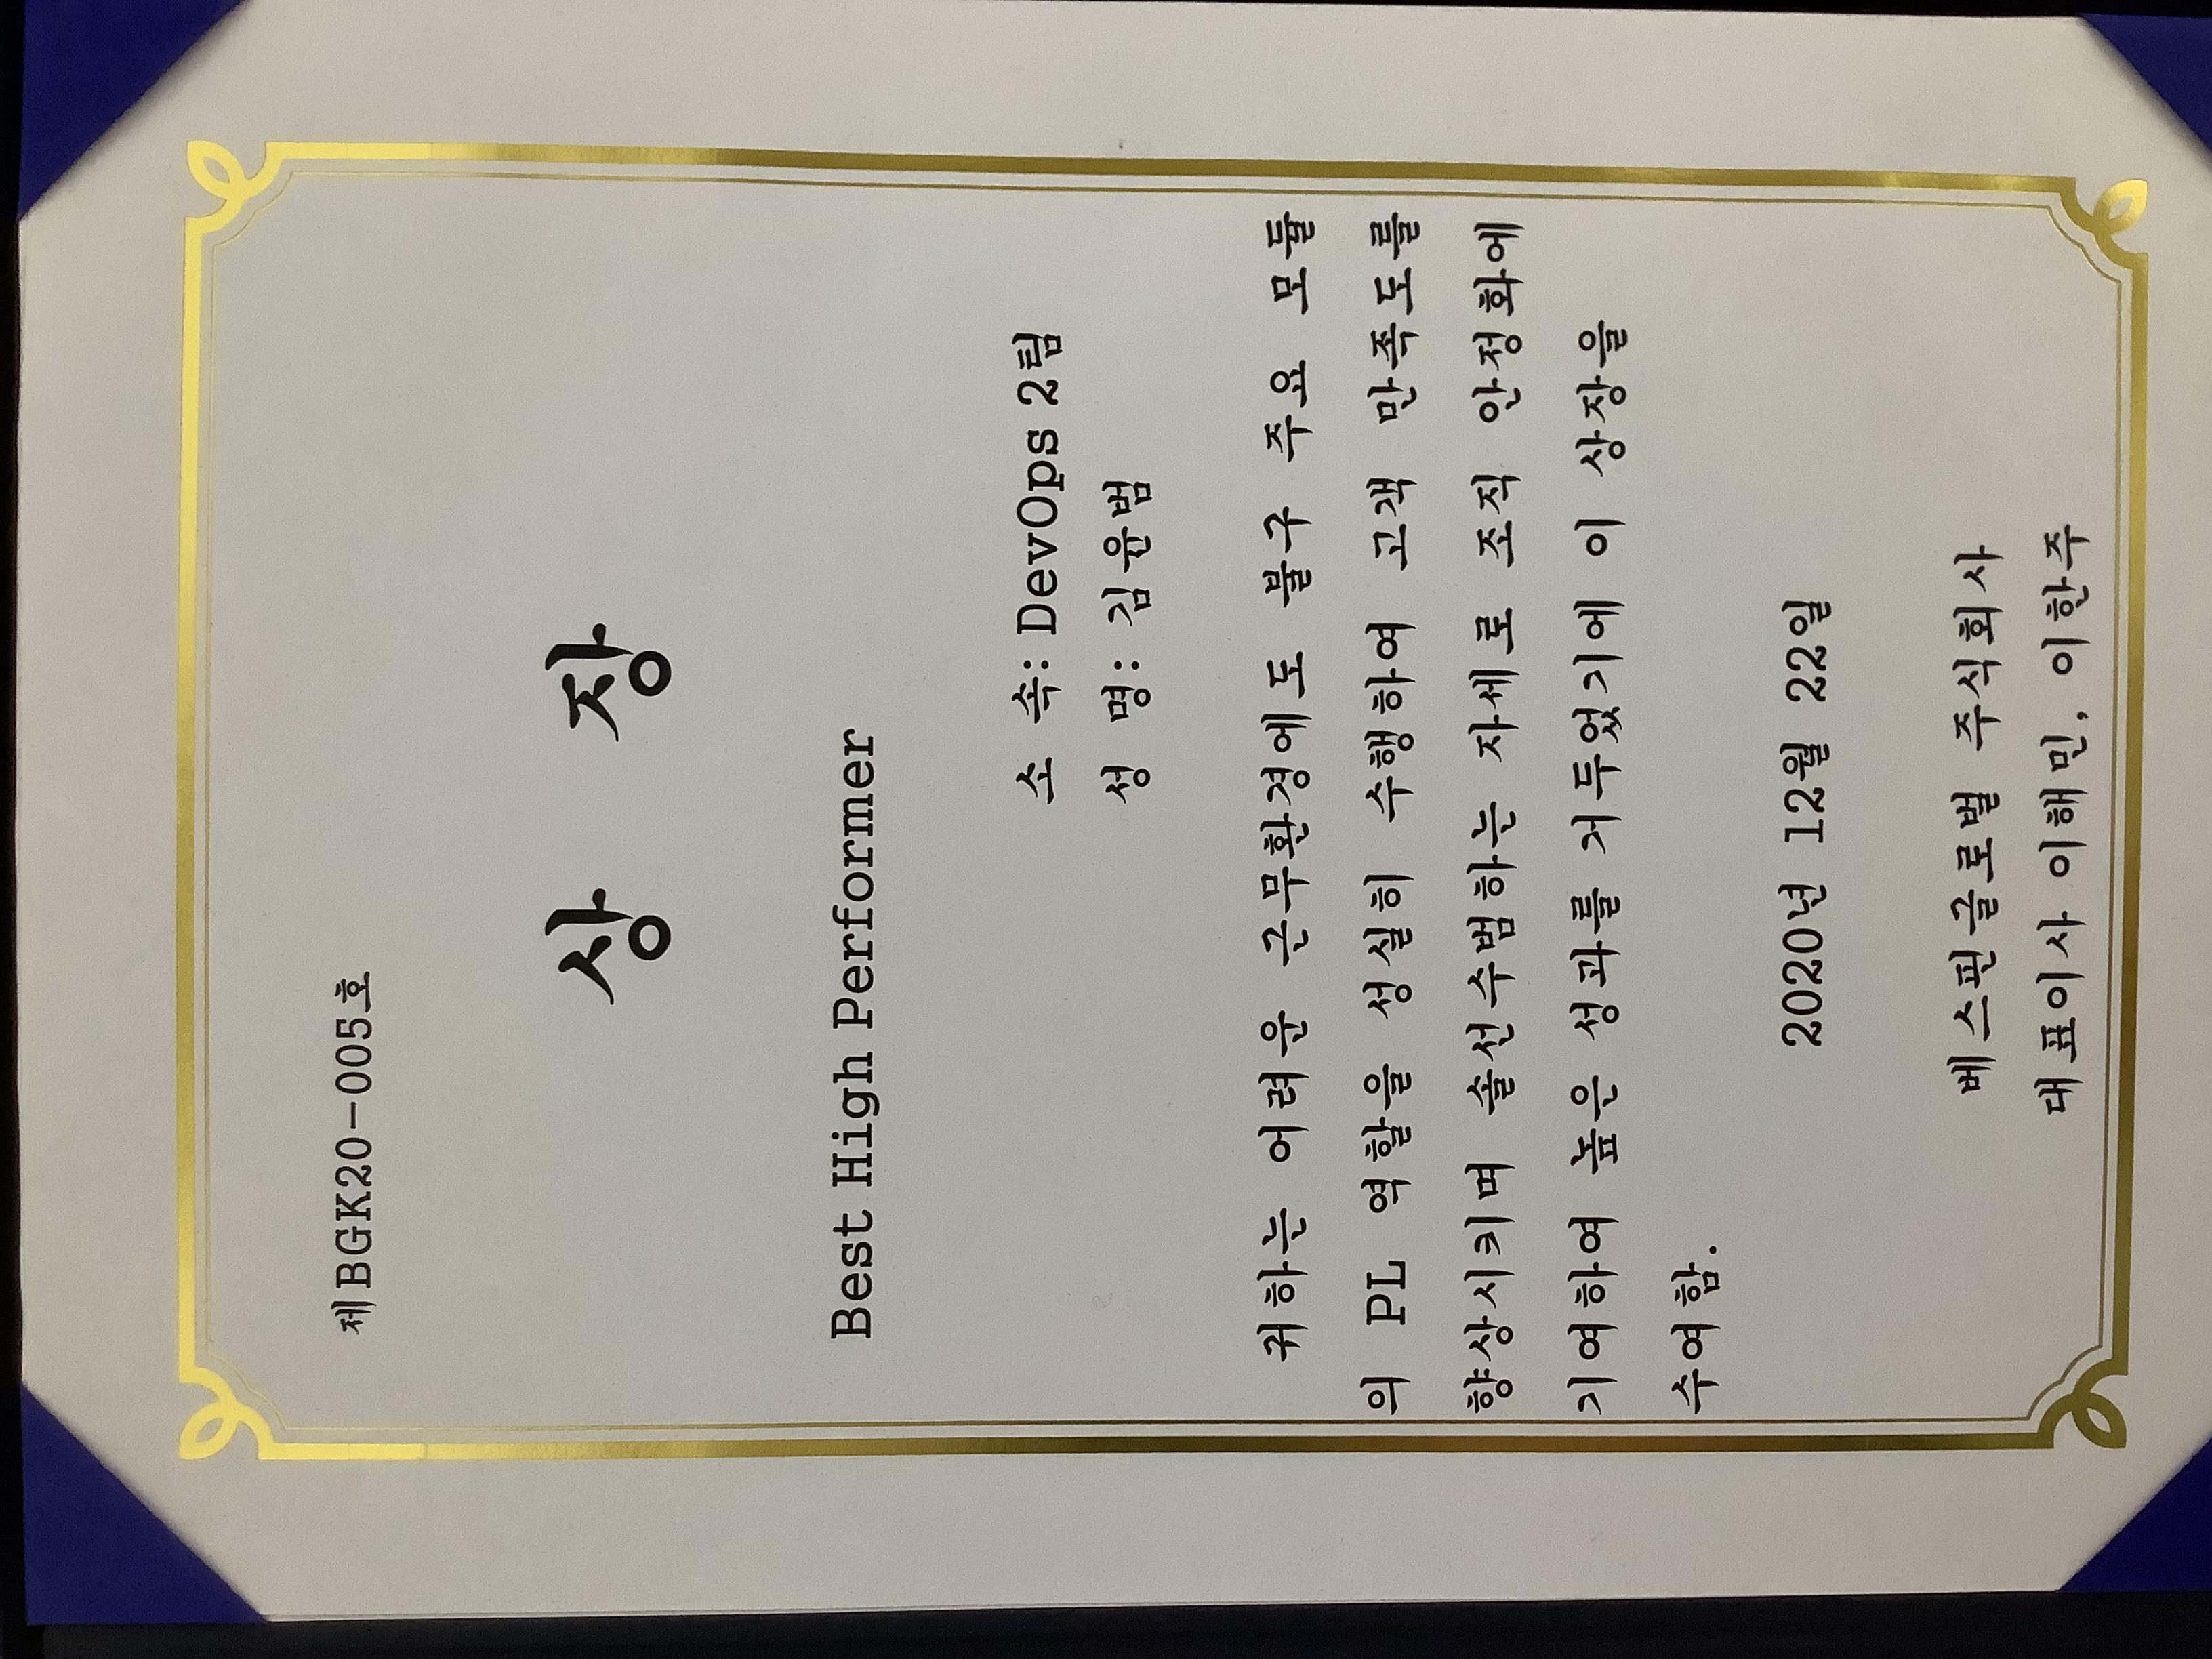 제BGK20-005호
상 장
Best High Performer
소 속: DevOps 2팀
성 명: 김윤범
귀하는 어려운 근무환경에도 불구 주요 모듈
의 PL 역할을 성실히 수행하여 고객 만족도를
향상시키며 솔선수범하는 자세로 조직 안정화에
기여하여 높은 성과를 거두었기에 이 상장을
수여함.
2020년 12월 22일
베스핀글로벌 주식회사
대표이사 이해민, 이한주